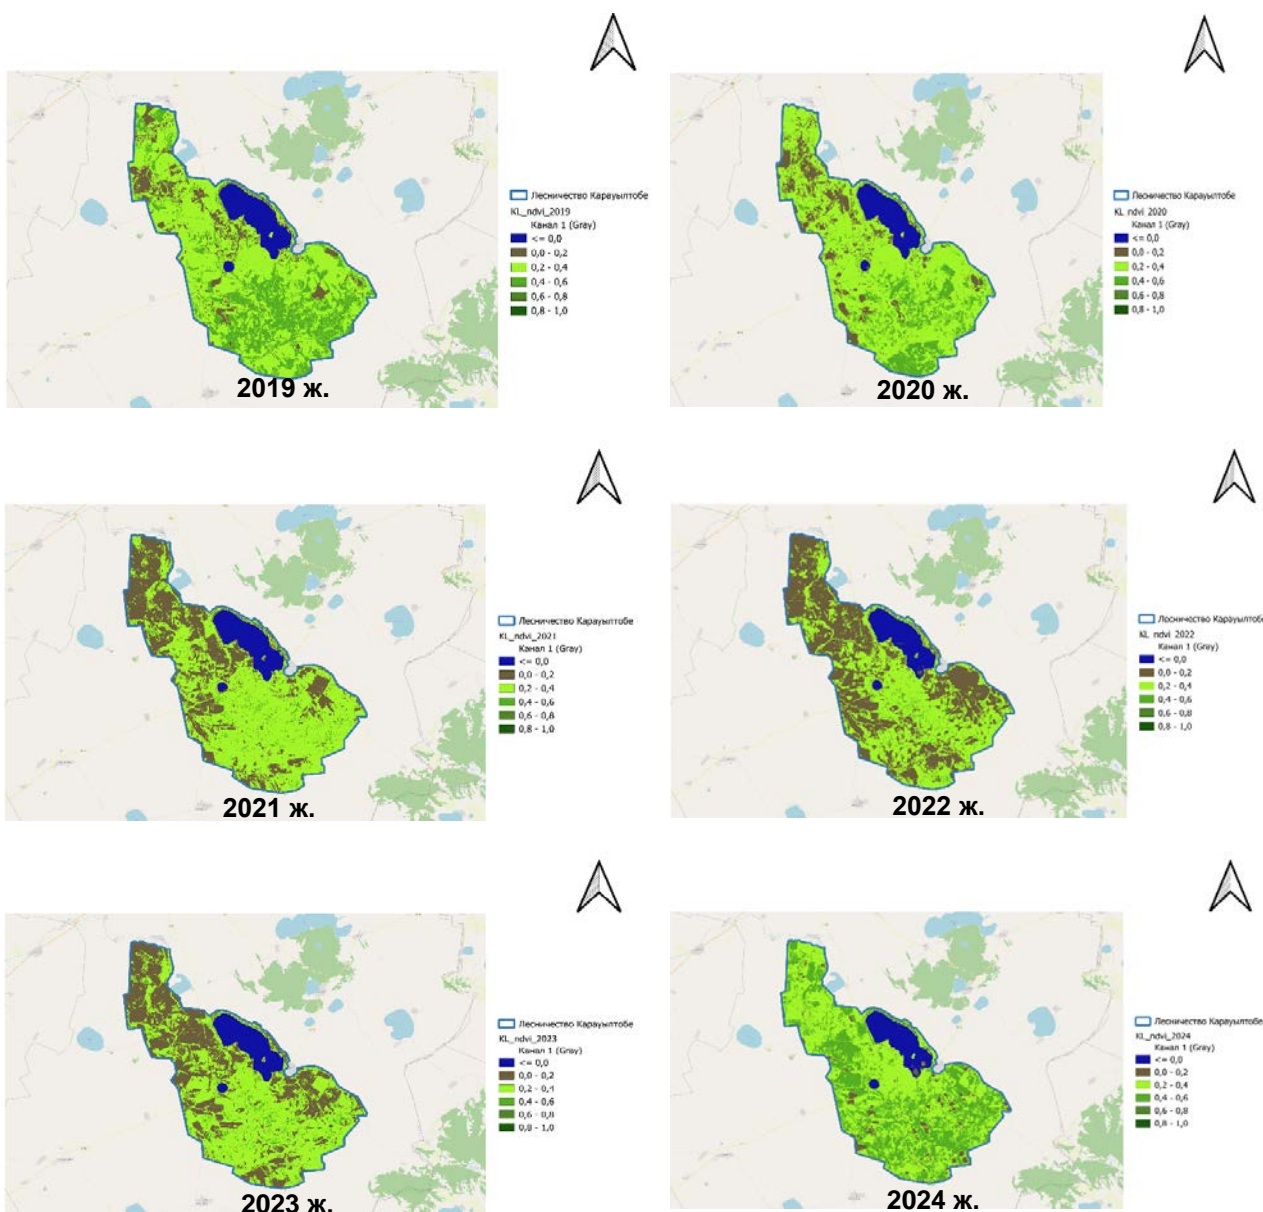 Лесничество Карауылтобе
KL_ndvi_2019
Канал 1 (Gray)
<= 0,0
0,0 - 0,2
0,2 - 0,4
0,4 - 0,6
0,6 - 0,8
0,8 - 1,0
2019 ж.
Лесничество Карауылтобе
KL_ndvi_2020
Канал 1 (Gray)
<= 0,0
0,0 - 0,2
0,2 - 0,4
0,4 - 0,6
0,6 - 0,8
0,8 - 1,0
2020 ж.
Лесничество Карауылтобе
KL_ndvi_2021
Канал 1 (Gray)
<= 0,0
0,0 - 0,2
0,2 - 0,4
0,4 - 0,6
0,6 - 0,8
0,8 - 1,0
2021 ж.
Лесничество Карауылтобе
KL_ndvi_2022
Канал 1 (Gray)
<= 0,0
0,0 - 0,2
0,2 - 0,4
0,4 - 0,6
0,6 - 0,8
0,8 - 1,0
2022 ж.
Лесничество Карауылтобе
KL_ndvi_2023
Канал 1 (Gray)
<= 0,0
0,0 - 0,2
0,2 - 0,4
0,4 - 0,6
0,6 - 0,8
0,8 - 1,0
2023 ж.
Лесничество Карауылтобе
KL_ndvi_2024
Канал 1 (Gray)
<= 0,0
0,0 - 0,2
0,2 - 0,4
0,4 - 0,6
0,6 - 0,8
0,8 - 1,0
2024 ж.